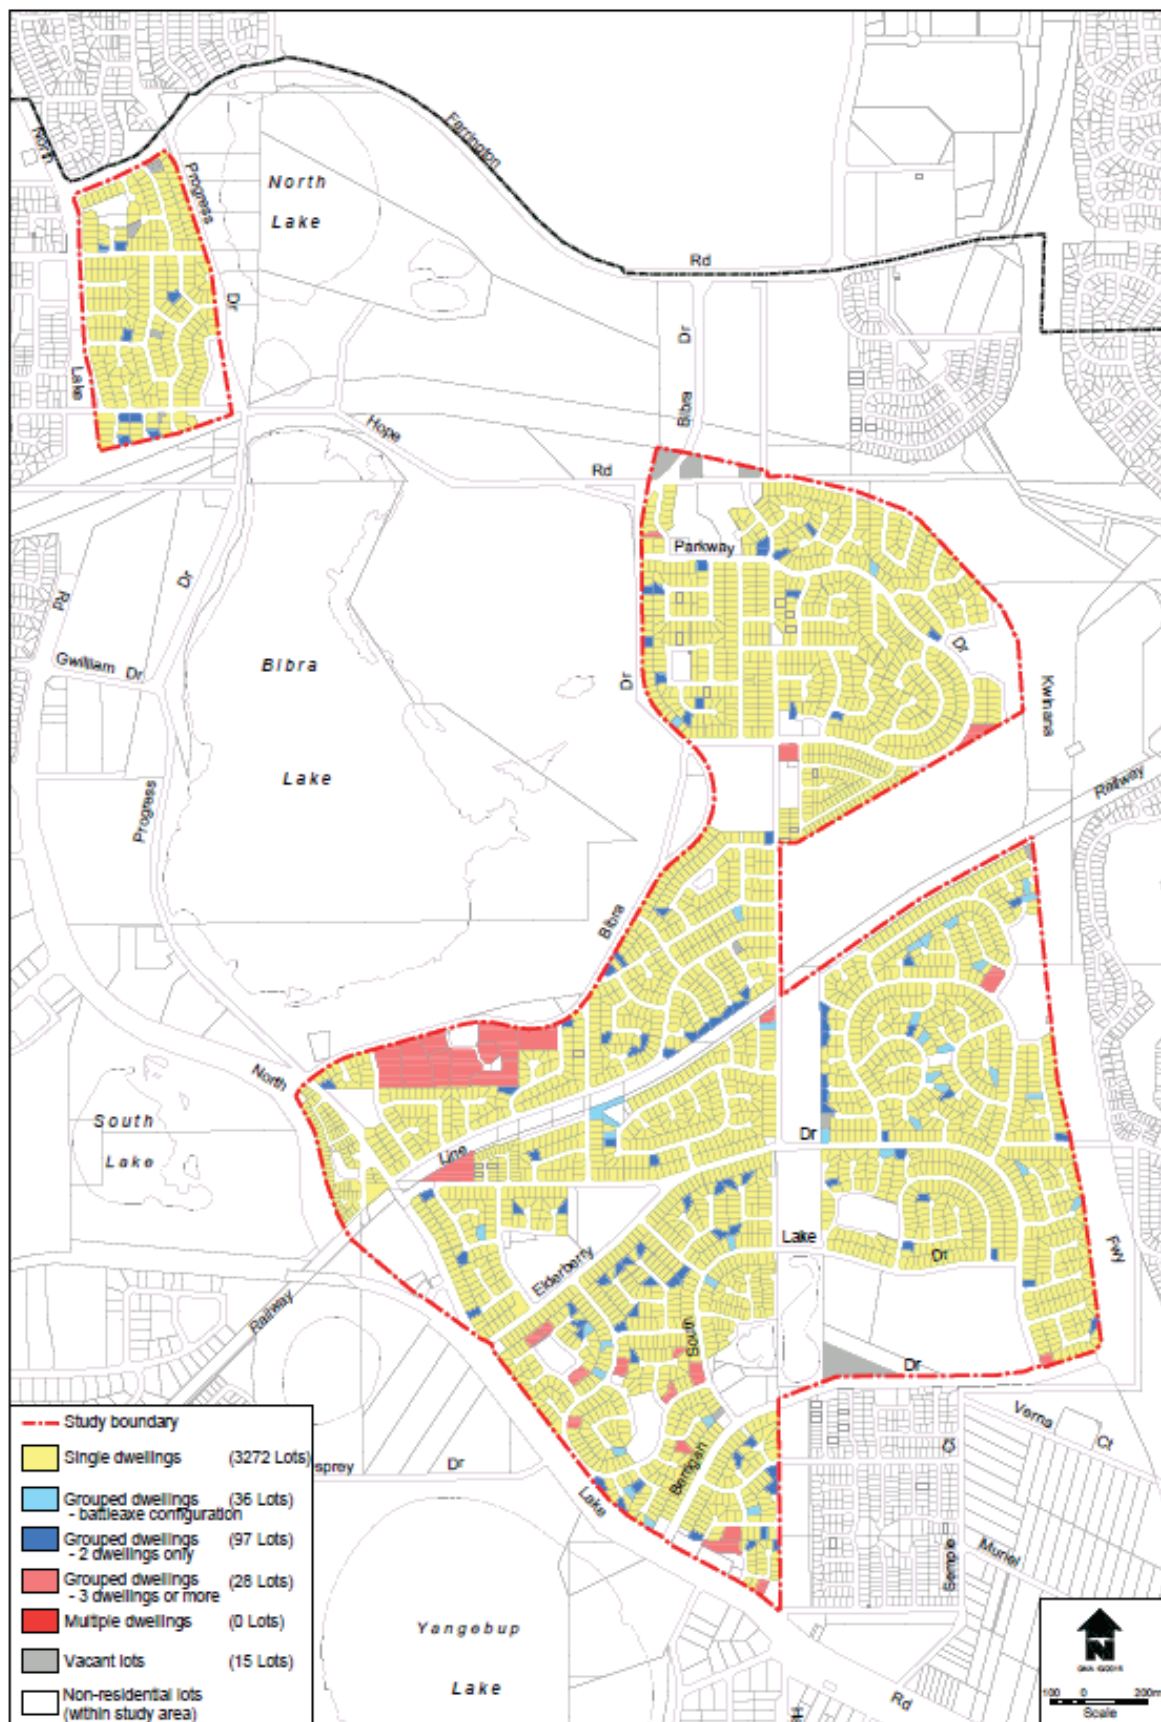 North
Farrington
Progress
North
Lake
Rd
Dr
Dr
Bibra
Lake
Hope
Rd
Parkway
Dr
Rd
Gwilliam Dr
Bibra
Dr
Dr
Kwinana
Lake
Progress
Railway
Bibra
North
South
Lake
Line
Dr
Lake
Dr
Fwy
Elderberry
Railway
South
Dr
Verna
Ct
Study boundary
Single dwellings (3272 Lots)
Grouped dwellings (36 Lots)
- battleaxe configuration
Grouped dwellings (97 Lots)
- 2 dwellings only
Grouped dwellings (28 Lots)
- 3 dwellings or more
Multiple dwellings (0 Lots)
Vacant lots (15 Lots)
Non-residential lots
(within study area)
sprey Dr
Lake
Berrigan
Ct
Semple
Muriel
Yangebup
Lake
Rd
N
100 0 200m
Scale